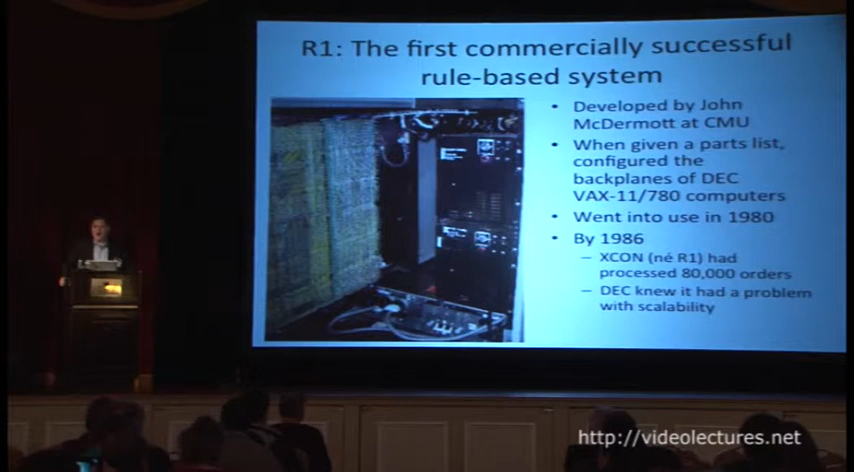 R1: The first commercially successful
rule-based system
• Developed by John
McDermott at CMU
• When given a parts list,
configured the
backplanes of DEC
VAX-11/780 computers
• Went into use in 1980
• By 1986
– XCON (né R1) had
processed 80,000 orders
– DEC knew it had a problem
with scalability
http://videolectures.net